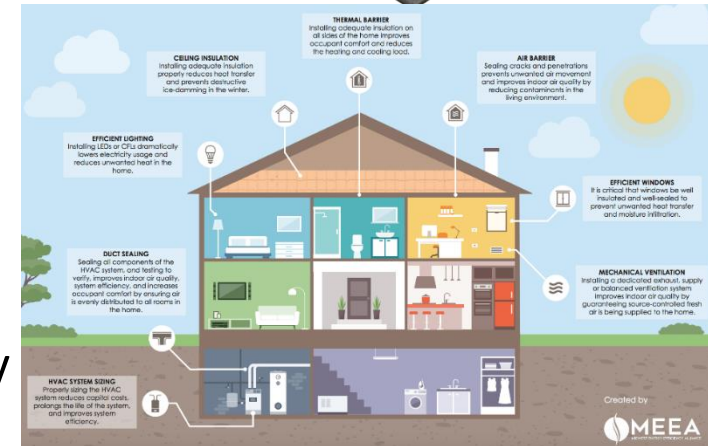 THERMAL BARRIER
Installing adequate insulation on
all sides of the home improves
occupant comfort and reduces
the heating and cooling load.
CEILING INSULATION
Installing adequate insulation
properly reduces heat transfer
and prevents destructive
ice-damming in the winter.
AIR BARRIER
Sealing cracks and penetrations
prevents unwanted air movement
and improves indoor air quality by
reducing contaminants in the
living environment.
EFFICIENT LIGHTING
Installing LEDs or CFLs dramatically
lowers electricity usage and
reduces unwanted heat in the
home.
EFFICIENT WINDOWS
It is critical that windows be well
insulated and well-sealed to
prevent unwanted heat transfer
and moisture infiltration.
DUCT SEALING
Sealing all components of the
HVAC system, and testing to
verify, improves indoor air quality,
system efficiency, and increases
occupant comfort by ensuring air
is evenly distributed to all rooms in
the home.
MECHANICAL VENTILATION
Installing a dedicated exhaust, supply
or balanced ventilation system
improves indoor air quality by
guaranteeing source-controlled fresh
air is being supplied to the home.
y
HVAC SYSTEM SIZING
Properly sizing the HVAC
system reduces capital costs,
prolongs the life of the system,
and improves system
efficiency.
Created by
MEEA